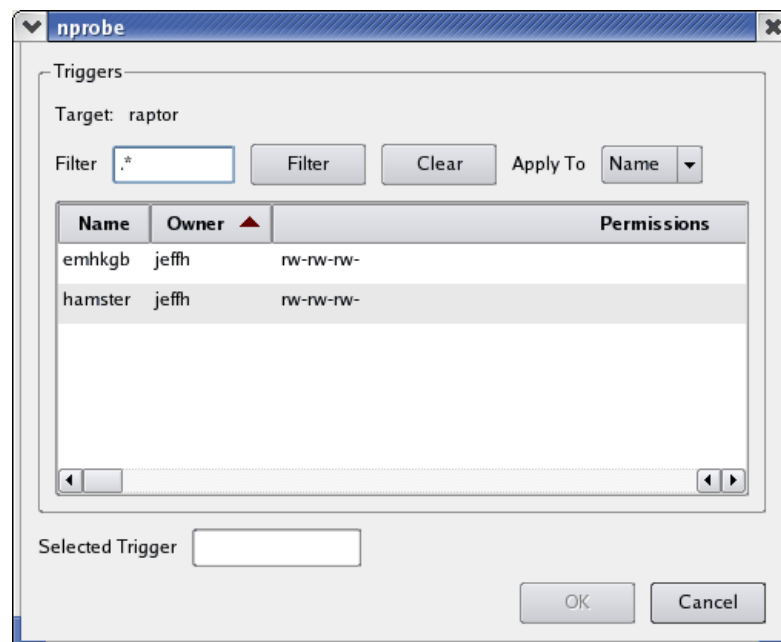 nprobe
Triggers
Target: raptor
Filter .* Filter Clear Apply To Name
Name Owner Permissions
emhkgb jeffh rw-rw-rw-
hamster jeffh rw-rw-rw-
Selected Trigger
OK Cancel